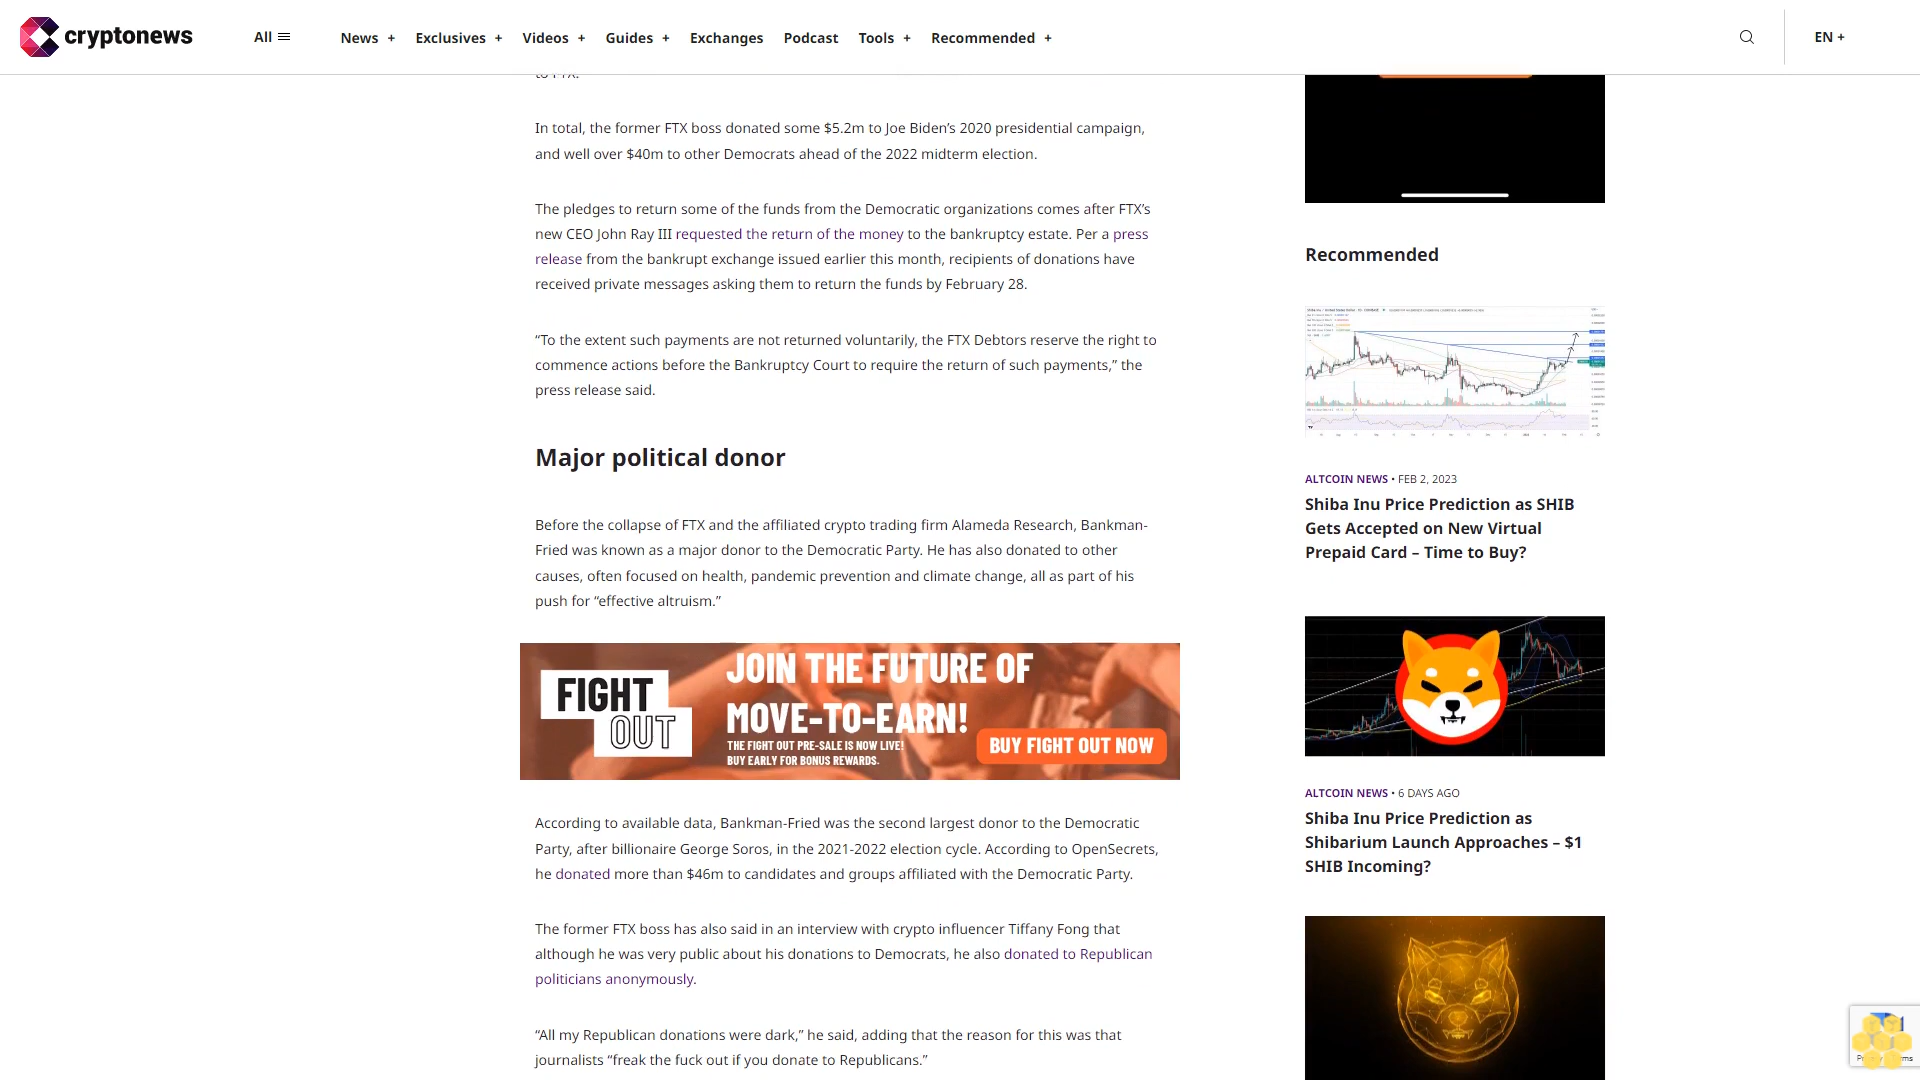 cryptonews
All
News +
Exclusives +
Videos +
Guides +
Exchanges
Podcast
Tools +
Recommended +
EN +
to FTX.
In total, the former FTX boss donated some $5.2m to Joe Biden’s 2020 presidential campaign,
and well over $40m to other Democrats ahead of the 2022 midterm election.
The pledges to return some of the funds from the Democratic organizations comes after FTX’s
new CEO John Ray III requested the return of the money to the bankruptcy estate. Per a press
release from the bankrupt exchange issued earlier this month, recipients of donations have
received private messages asking them to return the funds by February 28.
“To the extent such payments are not returned voluntarily, the FTX Debtors reserve the right to
commence actions before the Bankruptcy Court to require the return of such payments,” the
press release said.
Major political donor
Before the collapse of FTX and the affiliated crypto trading firm Alameda Research, Bankman-
Fried was known as a major donor to the Democratic Party. He has also donated to other
causes, often focused on health, pandemic prevention and climate change, all as part of his
push for “effective altruism.”
FIGHT
OUT
JOIN THE FUTURE OF
MOVE-TO-EARN!
THE FIGHT OUT PRE-SALE IS NOW LIVE!
BUY EARLY FOR BONUS REWARDS.
BUY FIGHT OUT NOW
According to available data, Bankman-Fried was the second largest donor to the Democratic
Party, after billionaire George Soros, in the 2021-2022 election cycle. According to OpenSecrets,
he donated more than $46m to candidates and groups affiliated with the Democratic Party.
The former FTX boss has also said in an interview with crypto influencer Tiffany Fong that
although he was very public about his donations to Democrats, he also donated to Republican
politicians anonymously.
“All my Republican donations were dark,” he said, adding that the reason for this was that
journalists “freak the fuck out if you donate to Republicans.”
Recommended
ALTCOIN NEWS • FEB 2, 2023
Shiba Inu Price Prediction as SHIB
Gets Accepted on New Virtual
Prepaid Card – Time to Buy?
ALTCOIN NEWS • 6 DAYS AGO
Shiba Inu Price Prediction as
Shibarium Launch Approaches – $1
SHIB Incoming?